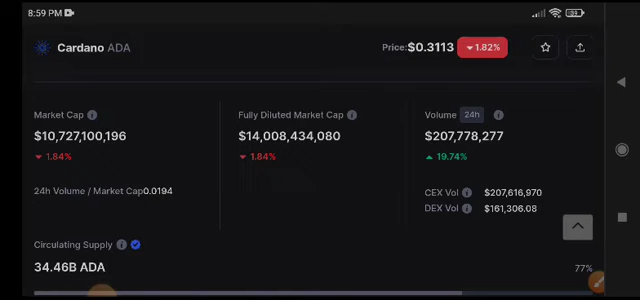 8:59 PM
Cardano ADA Price:$0.3113 1.82%
Market Cap Fully Diluted Market Cap Volume 24h
$10,727,100,196 $14,008,434,080 $207,778,277
1.84% 1.84% 19.74%
24h Volume / Market Cap0.0194 CEX Vol $207,616,970
DEX Vol $161,306.08
Circulating Supply
34.46B ADA 77%